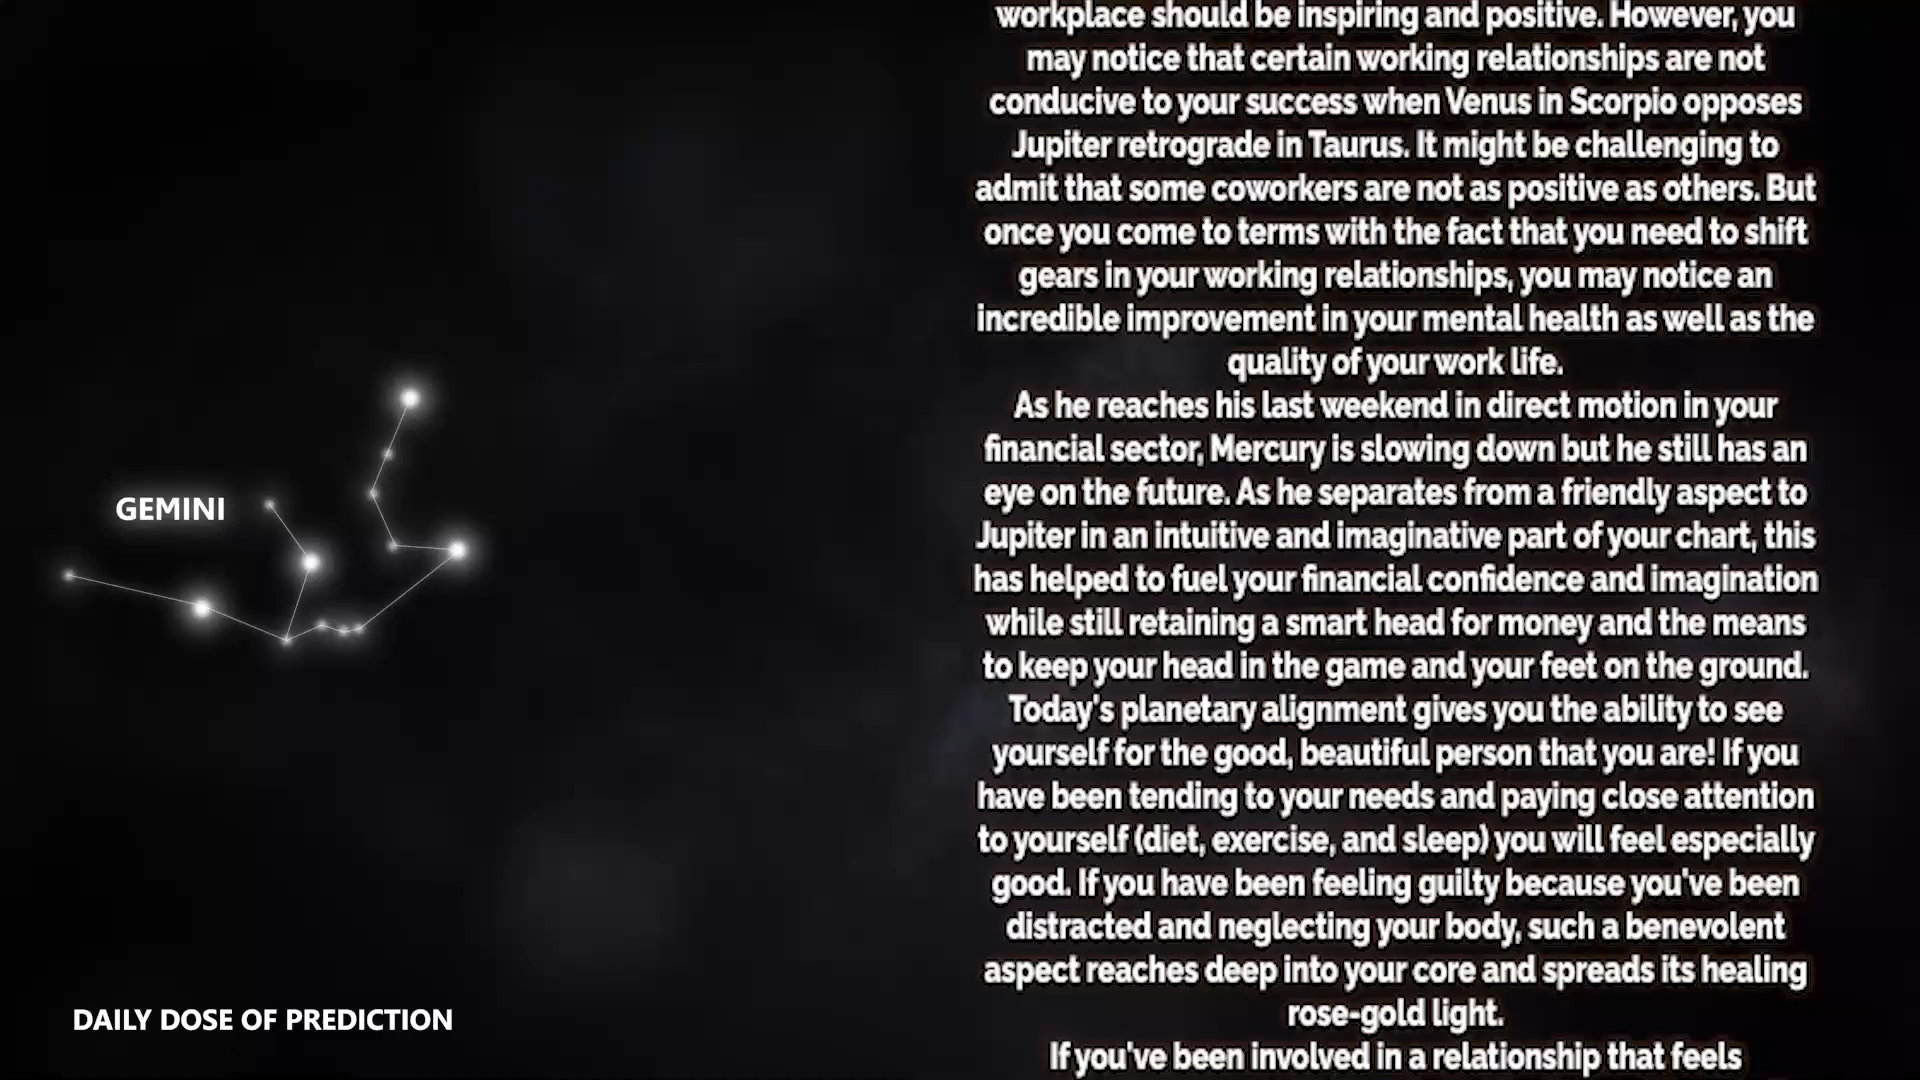 workplace should be inspiring and positive. However, you
may notice that certain working relationships are not
conducive to your success when Venus in Scorpio opposes
Jupiter retrograde in Taurus. It might be challenging to
admit that some coworkers are not as positive as others. But
once you come to terms with the fact that you need to shift
gears in your working relationships, you may notice an
incredible improvement in your mental health as well as the
quality of your work life.
As he reaches his last weekend in direct motion in your
financial sector, Mercury is slowing down but he still has an
eye on the future. As he separates from a friendly aspect to
Jupiter in an intuitive and imaginative part of your chart, this
has helped to fuel your financial confidence and imagination
while still retaining a smart head for money and the means
to keep your head in the game and your feet on the ground.
Today's planetary alignment gives you the ability to see
yourself for the good, beautiful person that you are! If you
have been tending to your needs and paying close attention
to yourself (diet, exercise, and sleep) you will feel especially
good. If you have been feeling guilty because you've been
distracted and neglecting your body, such a benevolent
aspect reaches deep into your core and spreads its healing
rose-gold light.
If you've been involved in a relationship that feels
GEMINI
DAILY DOSE OF PREDICTION